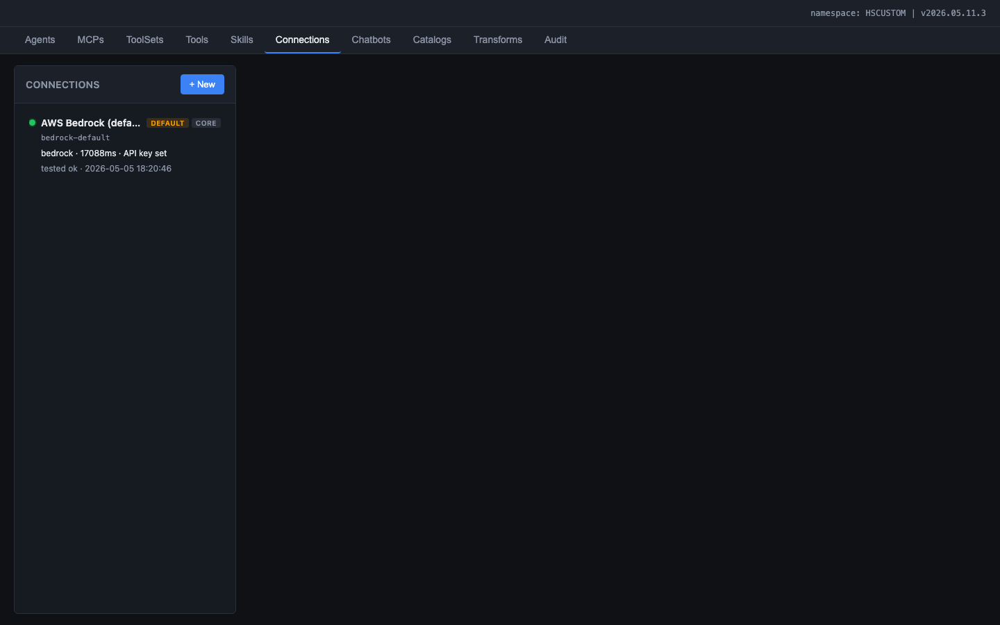 namespace: HSCUSTOM | v2026.05.11.3
Agents MCPs ToolSets Tools Skills Connections Chatbots Catalogs Transforms Audit
CONNECTIONS + New
AWS Bedrock (defa... DEFAULT CORE
bedrock-default
bedrock · 17088ms · API key set
tested ok · 2026-05-05 18:20:46